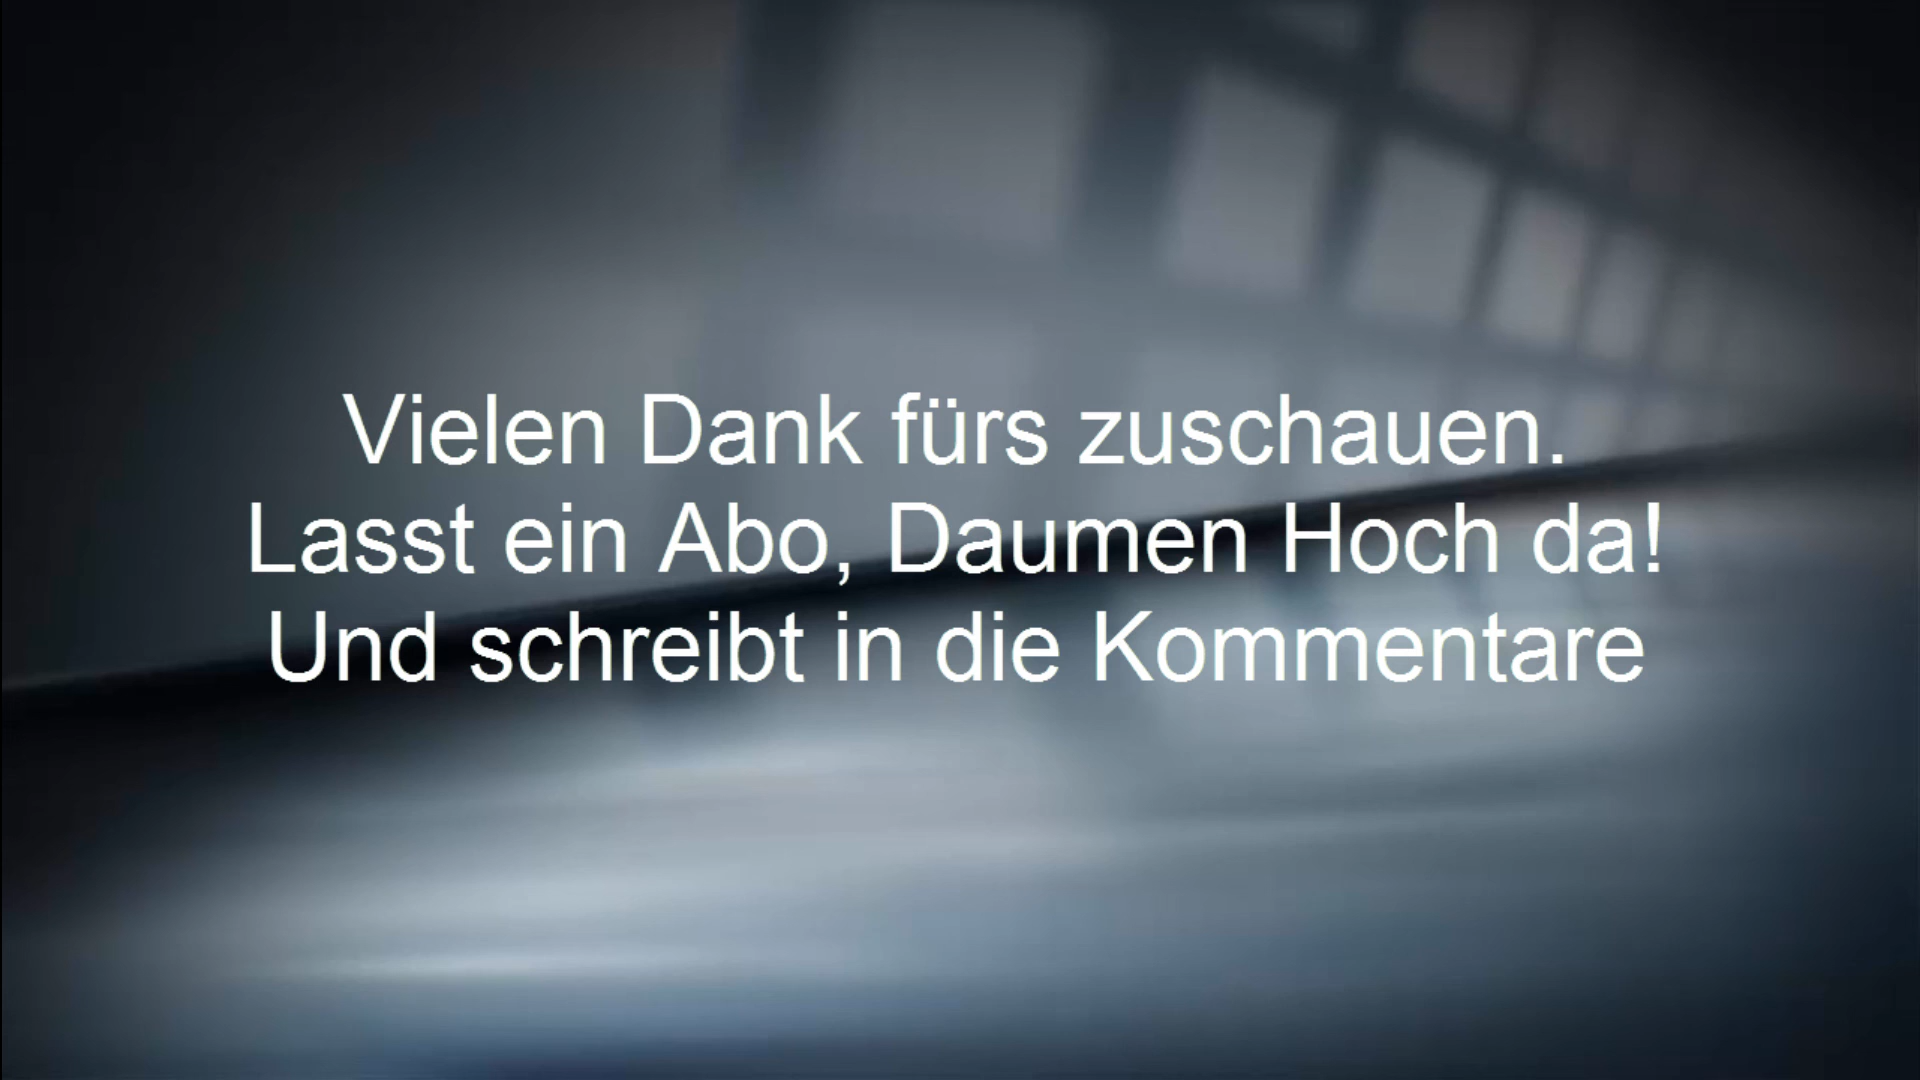 Vielen Dank fürs zuschauen.
Lasst ein Abo, Daumen Hoch da!
Und schreibt in die Kommentare